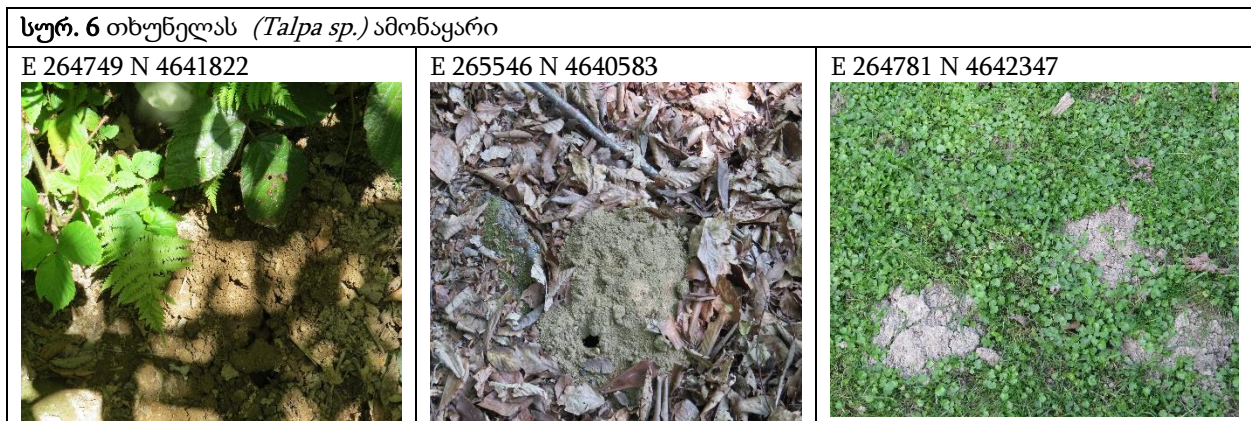 სურ. 6 თხუნელას (Talpa sp.) ამონაყარი
E 264749 N 4641822
E 265546 N 4640583
E 264781 N 4642347